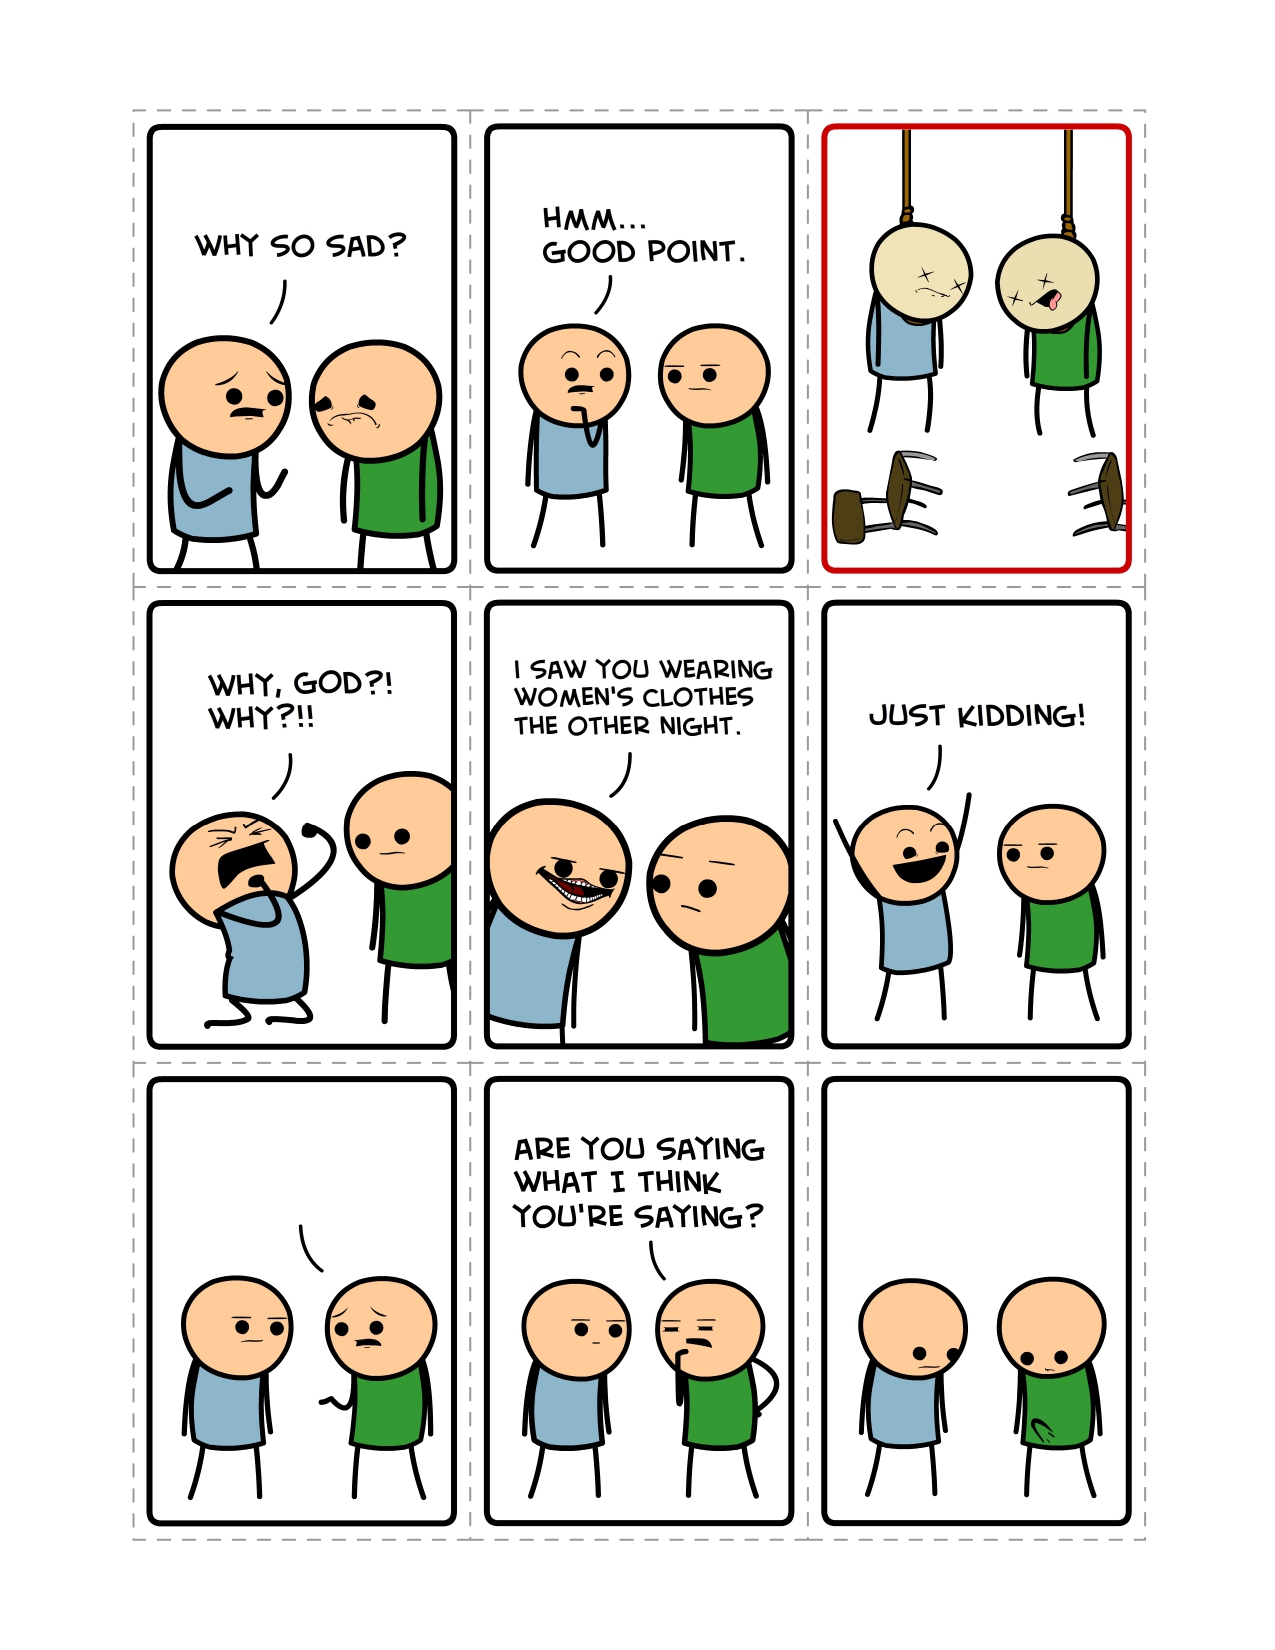 WHY SO SAD?
HMM...
GOOD POINT.
WHY, GOD?!
WHY?!!
I SAW YOU WEARING
WOMEN'S CLOTHES
THE OTHER NIGHT.
JUST KIDDING!
ARE YOU SAYING
WHAT I THINK
YOU'RE SAYING?